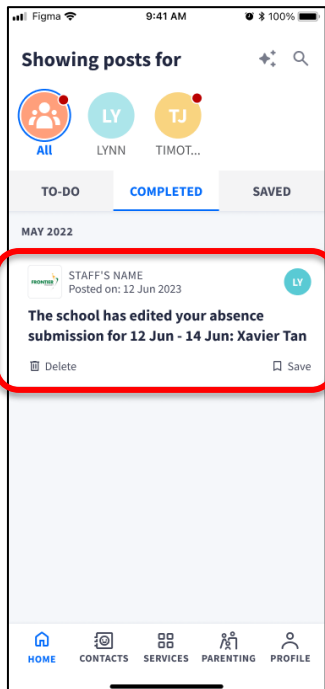 Figma 9:41 AM 100%
Showing posts for
LY TJ
All LYNN TIMOT...
TO-DO COMPLETED SAVED
MAY 2022
FRONTIER
STAFF'S NAME
Posted on: 12 Jun 2023
LY
The school has edited your absence
submission for 12 Jun - 14 Jun: Xavier Tan
Delete Save
HOME CONTACTS SERVICES PARENTING PROFILE